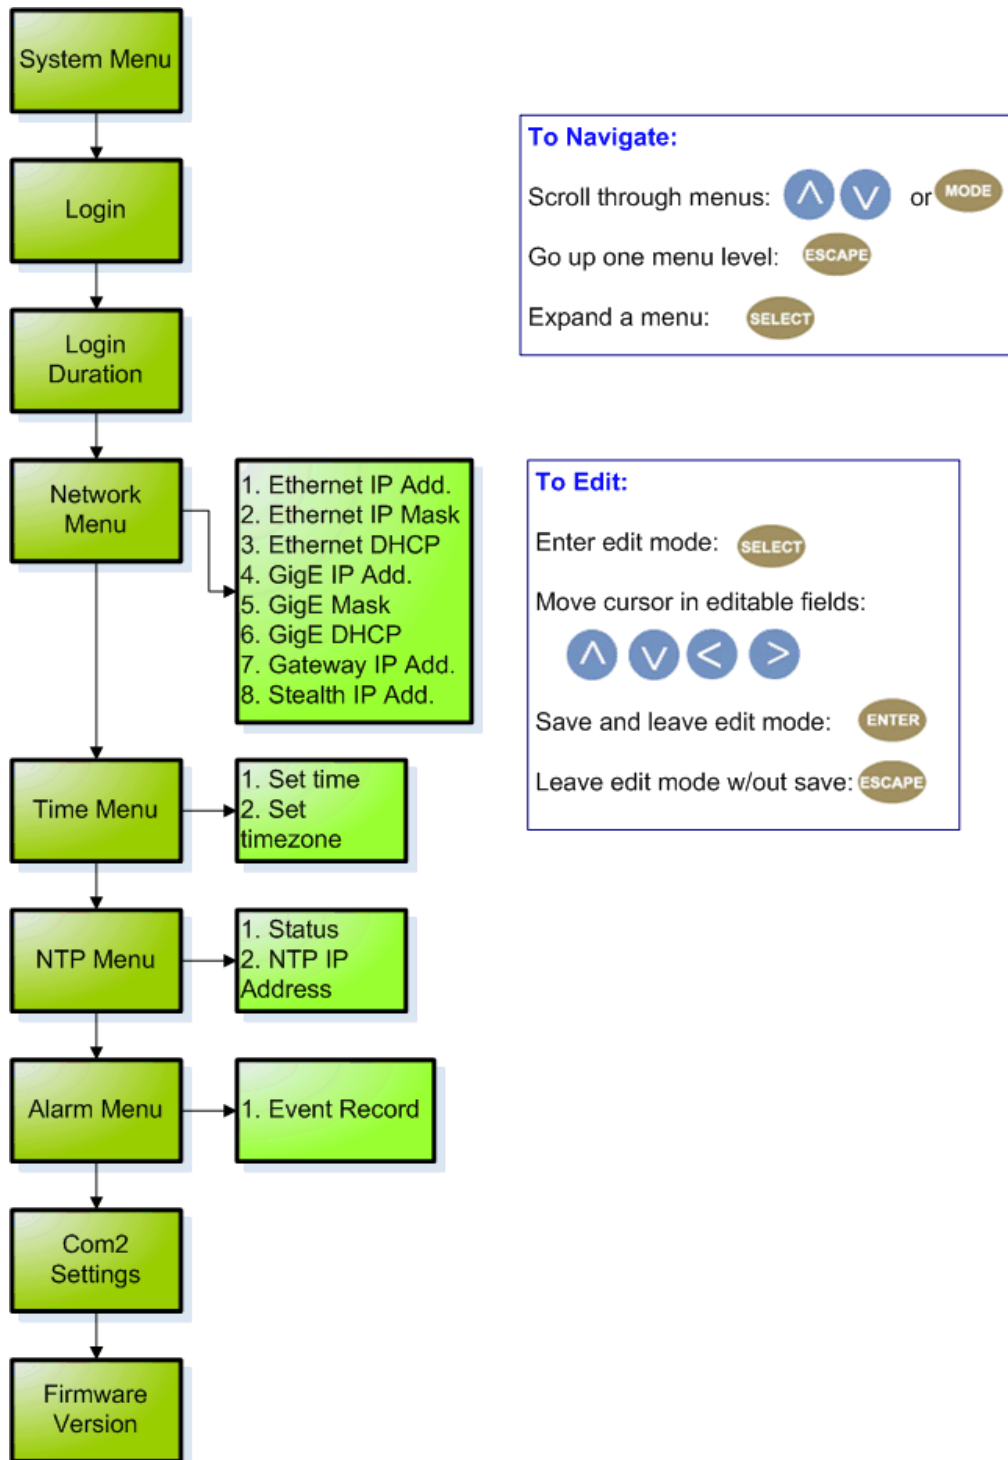 System Menu
Login
Login
Duration
Network
Menu
1. Ethernet IP Add.
2. Ethernet IP Mask
3. Ethernet DHCP
4. GigE IP Add.
5. GigE Mask
6. GigE DHCP
7. Gateway IP Add.
8. Stealth IP Add.
Time Menu
1. Set time
2. Set
timezone
NTP Menu
1. Status
2. NTP IP
Address
Alarm Menu
1. Event Record
Com2
Settings
Firmware
Version
To Navigate:
Scroll through menus: ∧ ∨ or MODE
Go up one menu level: ESCAPE
Expand a menu: SELECT
To Edit:
Enter edit mode: SELECT
Move cursor in editable fields:
∧ ∨ < >
Save and leave edit mode: ENTER
Leave edit mode w/out save: ESCAPE